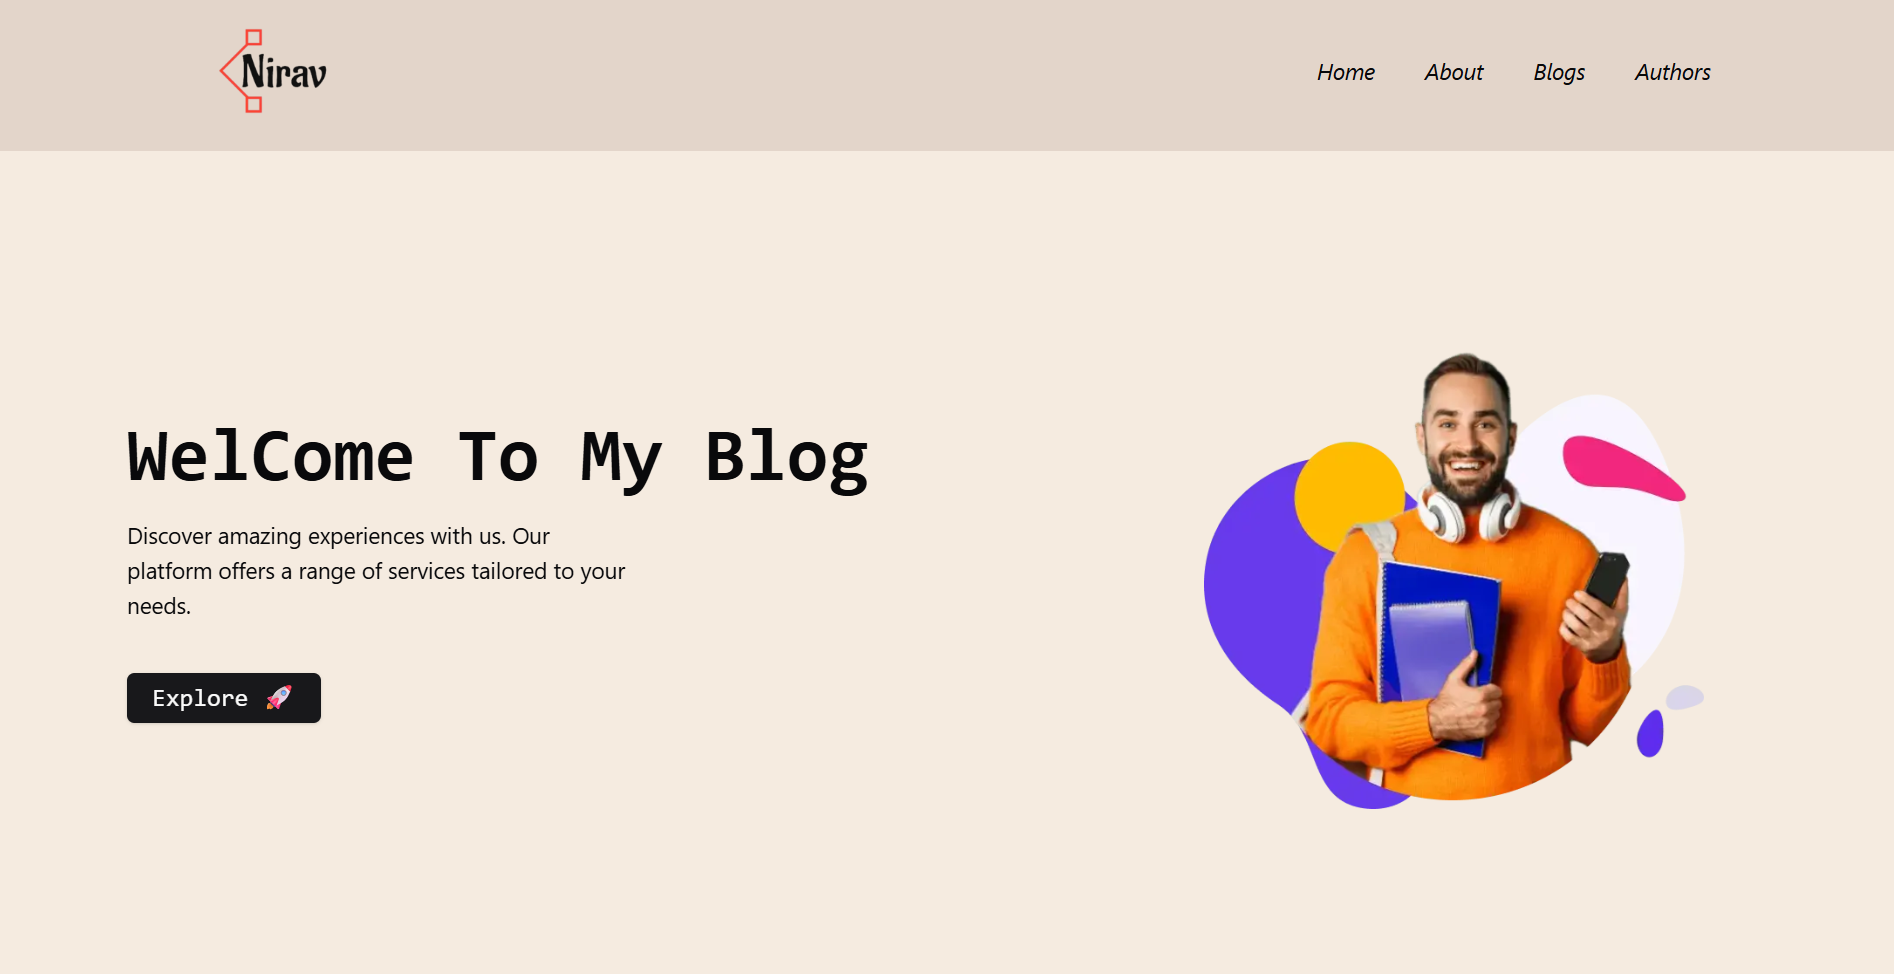 Nirav
Home About Blogs Authors
WelCome To My Blog
Discover amazing experiences with us. Our
platform offers a range of services tailored to your
needs.
Explore 🚀